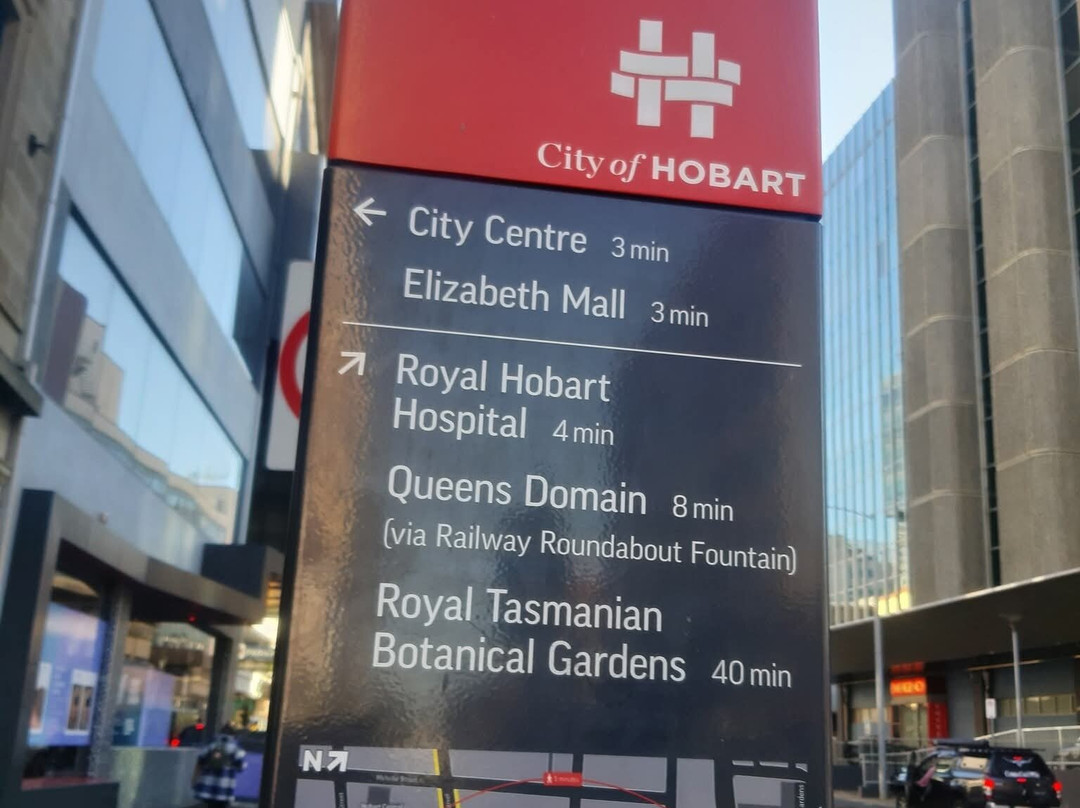 City of HOBART
← City Centre 3 min
Elizabeth Mall 3 min
↗ Royal Hobart
Hospital 4 min
Queens Domain 8 min
(via Railway Roundabout Fountain)
Royal Tasmanian
Botanical Gardens 40 min
N↗